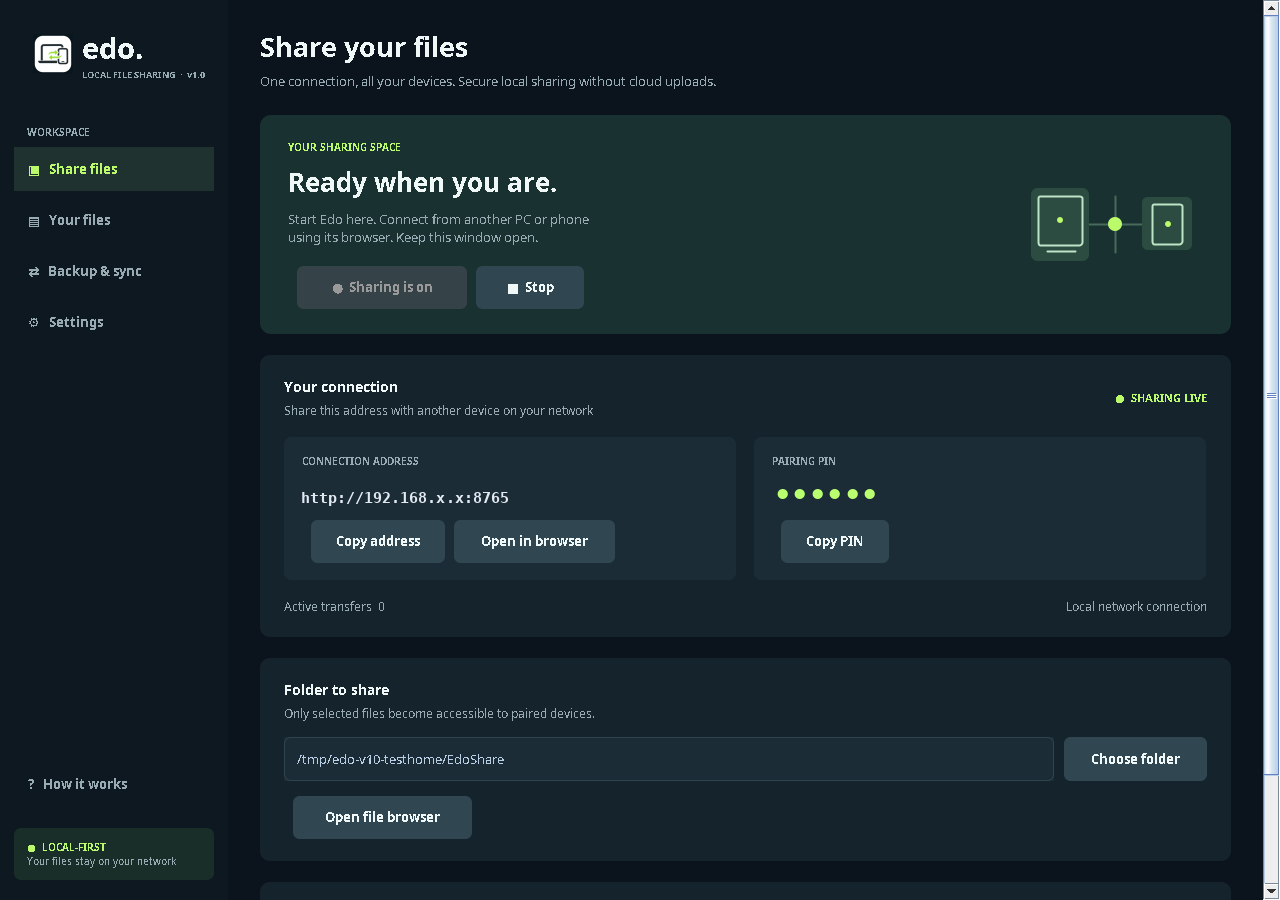 edo.
LOCAL FILE SHARING · v1.0
WORKSPACE
Share files
Your files
Backup & sync
Settings
? How it works
LOCAL-FIRST
Your files stay on your network
Share your files
One connection, all your devices. Secure local sharing without cloud uploads.
YOUR SHARING SPACE
Ready when you are.
Start Edo here. Connect from another PC or phone
using its browser. Keep this window open.
Sharing is on
Stop
Your connection
Share this address with another device on your network
SHARING LIVE
CONNECTION ADDRESS
http://192.168.x.x:8765
Copy address
Open in browser
PAIRING PIN
Copy PIN
Active transfers 0
Local network connection
Folder to share
Only selected files become accessible to paired devices.
/tmp/edo-v10-testhome/EdoShare
Choose folder
Open file browser